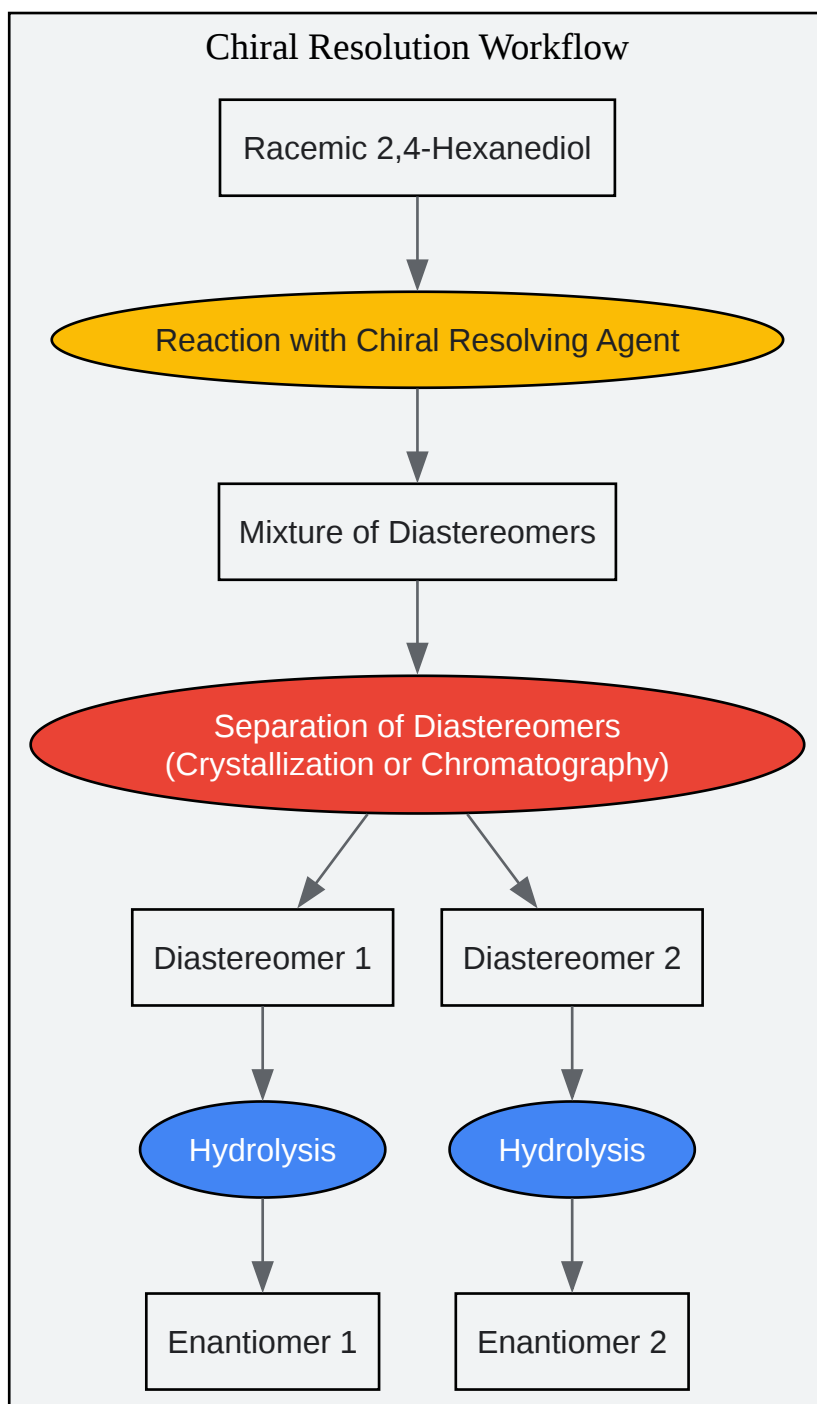 Chiral Resolution Workflow
Racemic 2,4-Hexanediol
Reaction with Chiral Resolving Agent
Mixture of Diastereomers
Separation of Diastereomers
(Crystallization or Chromatography)
Diastereomer 1
Diastereomer 2
Hydrolysis
Hydrolysis
Enantiomer 1
Enantiomer 2